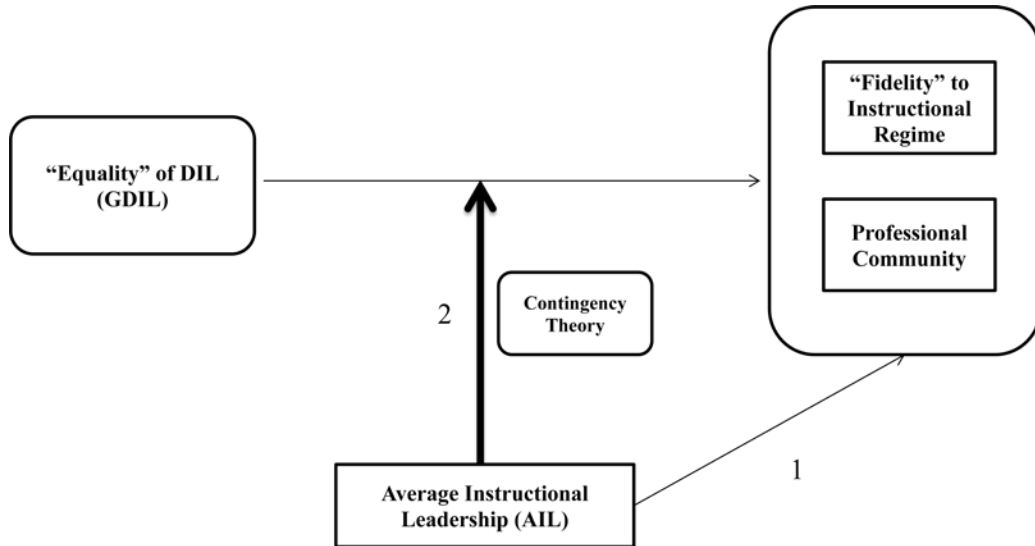 “Equality” of DIL
(GDIL)
“Fidelity” to
Instructional
Regime
Professional
Community
2
Contingency
Theory
Average Instructional
Leadership (AIL)
1